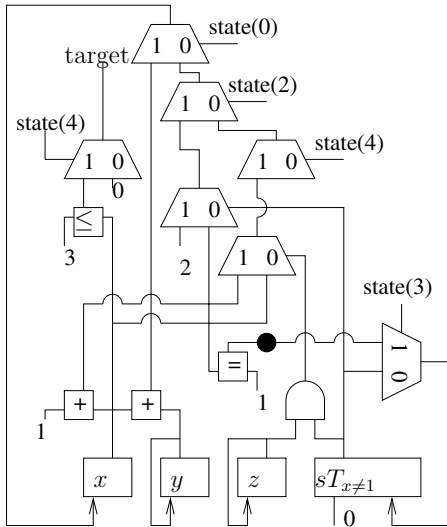 state(0)
1 0
target
state(2)
1 0
state(4)
state(4)
1 0
1 0
0
1 0
≤
3
2
1 0
state(3)
1
0
=
1
+
+
1
x
y
z
sT_{x≠1}
0